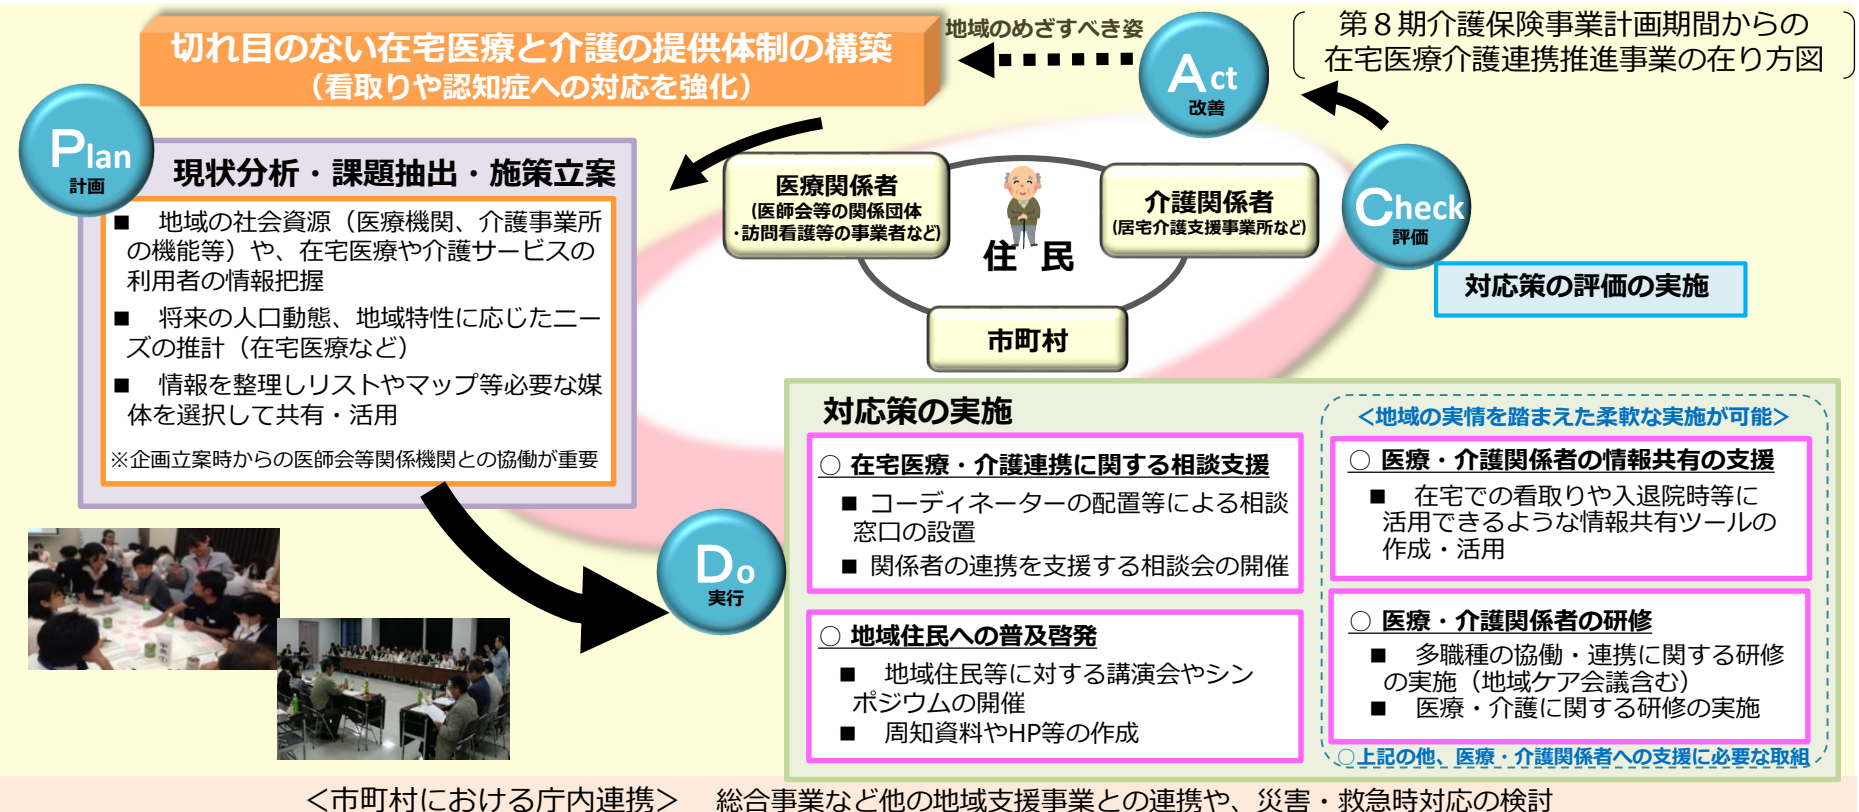 切れ目のない在宅医療と介護の提供体制の構築
（看取りや認知症への対応を強化）
地域のめざすべき姿
Act
改善
第８期介護保険事業計画期間からの
在宅医療介護連携推進事業の在り方図
Plan
計画
現状分析・課題抽出・施策立案
■ 地域の社会資源（医療機関、介護事業所
の機能等）や、在宅医療や介護サービスの
利用者の情報把握
■ 将来の人口動態、地域特性に応じたニー
ズの推計（在宅医療など）
■ 情報を整理しリストやマップ等必要な媒
体を選択して共有・活用
※企画立案時からの医師会等関係機関との協働が重要
医療関係者
(医師会等の関係団体
・訪問看護等の事業者など)
介護関係者
(居宅介護支援事業所など)
住 民
市町村
Check
評価
対応策の評価の実施
Do
実行
対応策の実施
○ 在宅医療・介護連携に関する相談支援
■ コーディネーターの配置等による相談
窓口の設置
■ 関係者の連携を支援する相談会の開催
○ 地域住民への普及啓発
■ 地域住民等に対する講演会やシン
ポジウムの開催
■ 周知資料やHP等の作成
＜地域の実情を踏まえた柔軟な実施が可能＞
○ 医療・介護関係者の情報共有の支援
■ 在宅での看取りや入退院時等に
活用できるような情報共有ツールの
作成・活用
○ 医療・介護関係者の研修
■ 多職種の協働・連携に関する研修
の実施（地域ケア会議含む）
■ 医療・介護に関する研修の実施
○上記の他、医療・介護関係者への支援に必要な取組
＜市町村における庁内連携＞ 総合事業など他の地域支援事業との連携や、災害・救急時対応の検討